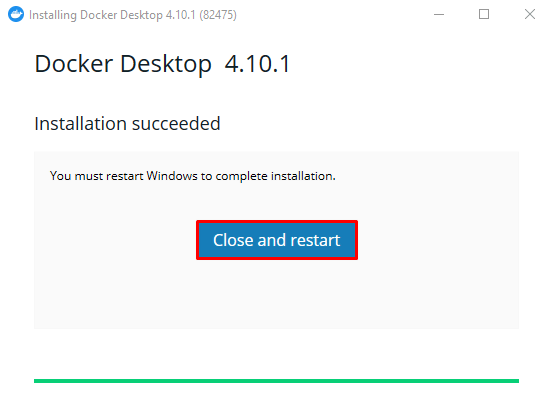 Installing Docker Desktop 4.10.1 (82475)
Docker Desktop 4.10.1
Installation succeeded
You must restart Windows to complete installation.
Close and restart